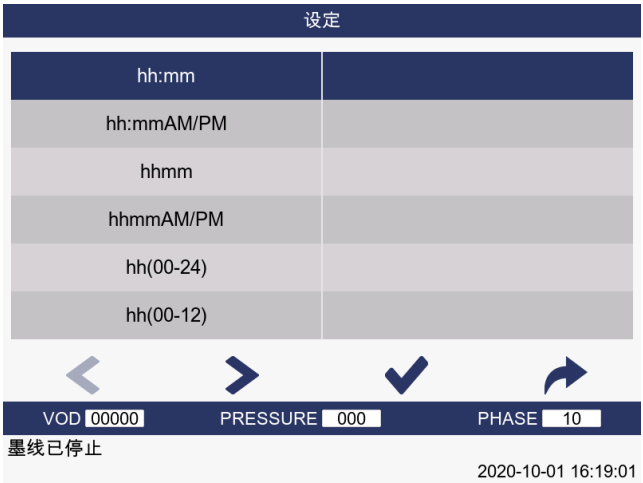 设定
hh:mm
hh:mmAM/PM
hhmm
hhmmAM/PM
hh(00-24)
hh(00-12)
VOD 00000 PRESSURE 000 PHASE 10
墨线已停止
2020-10-01 16:19:01